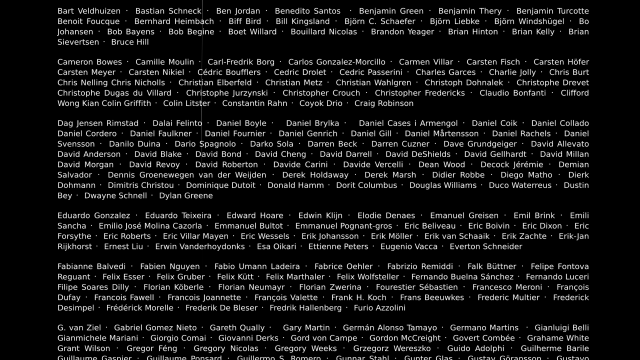 Bart Veldhuizen · Bastian Schneck · Ben Jordan · Benedito Santos · Benjamin Green · Benjamin Thery · Benjamin Turcotte
Benoit Foucque · Bernhard Heimbach · Biff Bird · Bill Kingsland · Björn C. Schaefer · Björn Liebke · Björn Windshügel · Bo
Johansen · Bob Bayens · Bob Begine · Boet Willard · Bouillard Nicolas · Brandon Yeager · Brian Hinton · Brian Kelly · Brian
Sievertsen · Bruce Hill
Cameron Bowes · Camille Moulin · Carl-Fredrik Borg · Carlos Gonzalez-Morcillo · Carmen Villar · Carsten Fisch · Carsten Höfer
Carsten Meyer · Carsten Nikiel · Cédric Boufflers · Cedric Drolet · Cedric Passerini · Charles Garces · Charlie Jolly · Chris Burt
Chris Nelling Chris Nicholls · Christian Elberfeld · Christian Metz · Christian Wahlgren · Christoph Dohnalek · Christophe Drevet
Christophe Dugas du Villard · Christophe Jurzynski · Christopher Crouch · Christopher Fredericks · Claudio Bonfanti · Clifford
Wong Kian Colin Griffith · Colin Litster · Constantin Rahn · Coyok Drio · Craig Robinson
Dag Jensen Rimstad · Dalai Felinto · Daniel Boyle · Daniel Brylka · Daniel Cases i Armengol · Daniel Coik · Daniel Collado
Daniel Cordero · Daniel Faulkner · Daniel Fournier · Daniel Genrich · Daniel Gill · Daniel Mårtensson · Daniel Rachels · Daniel
Svensson · Danilo Duina · Dario Spagnolo · Darko Sola · Darren Beck · Darren Cuzner · Dave Grundgeiger · David Allevato
David Anderson · David Blake · David Bond · David Cheng · David Darrell · David DeShields · David Gellhardt · David Millan
David Morgan · David Revoy · David Roberton · Davide Carini · Davide Vercelli · Dean Wood · Decock Jérémie · Demian
Salvador · Dennis Groenewegen van der Weijden · Derek Holdaway · Derek Marsh · Didier Robbe · Diego Matho · Dierk
Dohmann · Dimitris Christou · Dominique Dutoit · Donald Hamm · Dorit Columbus · Douglas Williams · Duco Waterreus · Dustin
Bey · Dwayne Schnell · Dylan Greene
Eduardo Gonzalez · Eduardo Teixeira · Edward Hoare · Edwin Klijn · Elodie Denaes · Emanuel Greisen · Emil Brink · Emili
Sancha · Emilio José Molina Cazorla · Emmanuel Bultot · Emmanuel Pognant-gros · Eric Beliveau · Eric Boivin · Eric Dixon · Eric
Forsythe · Eric Roberts · Eric Villar Mayen · Eric Wessels · Erik Johansson · Erik Möller · Erik van Schaaik · Erik Zachte · Erik-Jan
Rijkhorst · Ernest Liu · Erwin Vanderhoydonks · Esa Oikari · Ettienne Peters · Eugenio Vacca · Everton Schneider
Fabianne Balvedi · Fabien Nguyen · Fabio Umann Ladeira · Fabrice Oehler · Fabrizio Remiddi · Falk Büttner · Felipe Fontova
Reguant · Felix Esser · Felix Gruber · Felix Kütt · Felix Marthaler · Felix Wolfsteller · Fernando Buelna Sánchez · Fernando Luceri
Filipe Soares Dilly · Florian Köberle · Florian Neumayr · Florian Zwerina · Fourestier Sébastien · Francesco Meroni · François
Dufay · Francois Fawell · Francois Joannette · François Valette · Frank H. Koch · Frans Beeuwkes · Frederic Multier · Frederick
Desimpel · Frédérick Morelle · Frederik De Bleser · Fredrik Hallenberg · Furio Azzolini
G. van Ziel · Gabriel Gomez Nieto · Gareth Qually · Gary Martin · Germán Alonso Tamayo · Germano Martins · Gianluigi Belli
Gianmichele Mariani · Giorgio Comai · Giovanni Derks · Gord von Campe · Gordon McCreight · Govert Combée · Grahame White
Grant Wilson · Gregor Féng · Gregory Neumayer · Gregory Weeks · Grzegorz Wereszko · Guido Adolphi · Guilherme Barile
Guillaume Gaspier · Guillaume Ponsard · Guillermo S. Romero · Gunnar Stahl · Gunter Glas · Gustav Göransson · Gustavo